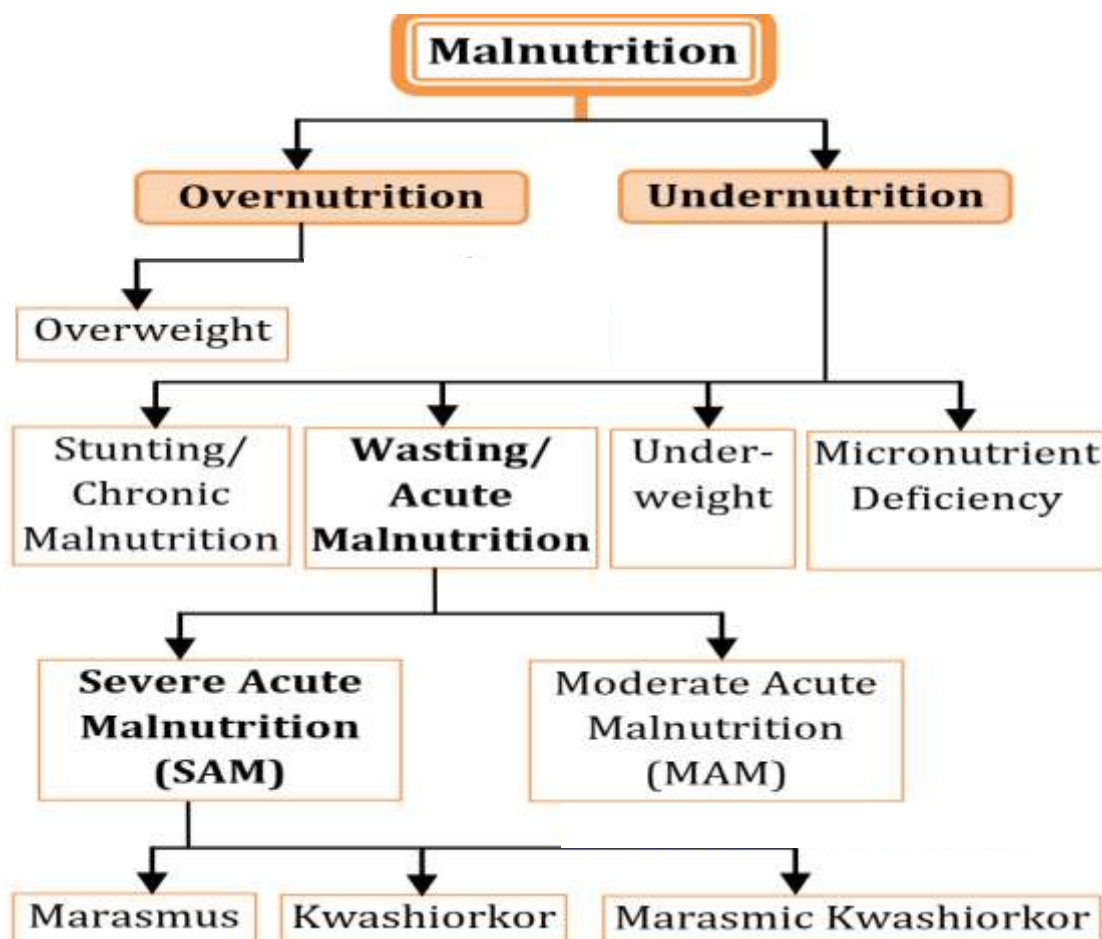 Malnutrition
Overnutrition
Undernutrition
Overweight
Stunting/
Chronic
Malnutrition
Wasting/
Acute
Malnutrition
Under-
weight
Micronutrient
Deficiency
Severe Acute
Malnutrition
(SAM)
Moderate Acute
Malnutrition
(MAM)
Marasmus
Kwashiorkor
Marasmic Kwashiorkor